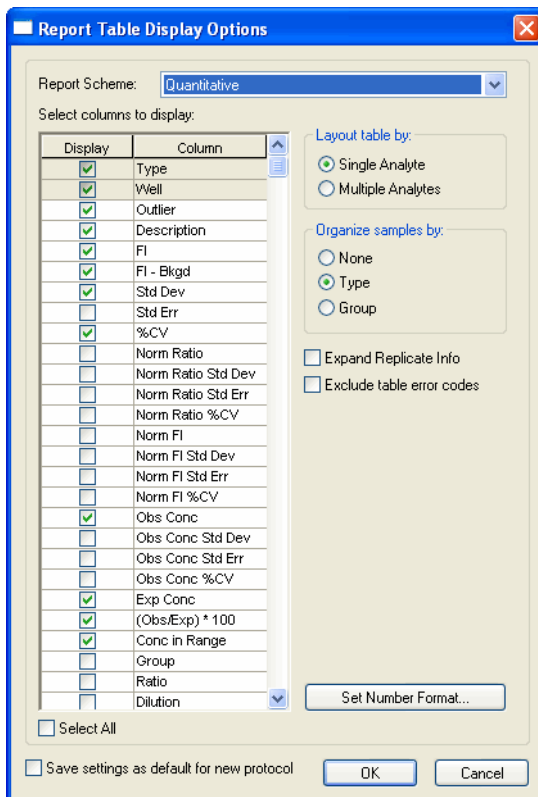 Report Table Display Options
Report Scheme: Quantitative
Select columns to display:
Display Column
Type
Well
Outlier
Description
FI
FI - Bkgd
Std Dev
Std Err
%CV
Norm Ratio
Norm Ratio Std Dev
Norm Ratio Std Err
Norm Ratio %CV
Norm FI
Norm FI Std Dev
Norm FI Std Err
Norm FI %CV
Obs Conc
Obs Conc Std Dev
Obs Conc Std Err
Obs Conc %CV
Exp Conc
(Obs/Exp) * 100
Conc in Range
Group
Ratio
Dilution
Select All
Layout table by:
Single Analyte
Multiple Analytes
Organize samples by:
None
Type
Group
Expand Replicate Info
Exclude table error codes
Set Number Format...
Save settings as default for new protocol
OK
Cancel